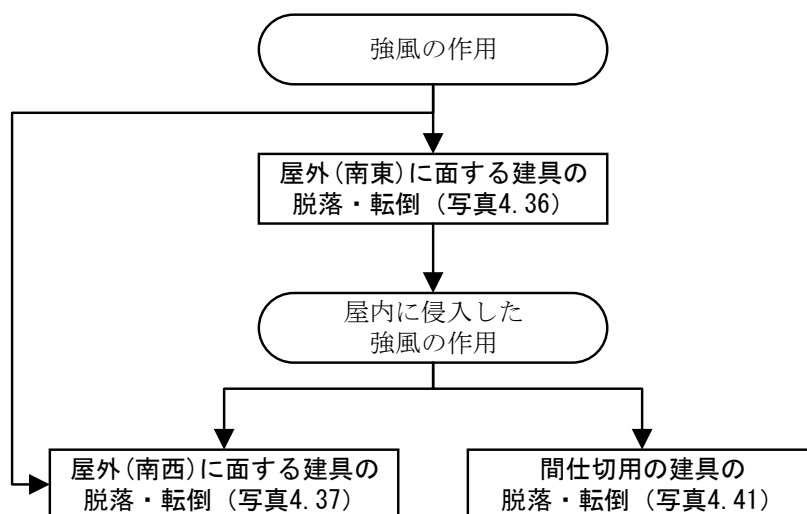 強風の作用
屋外(南東)に面する建具の
脱落・転倒 (写真4.36)
屋内に侵入した
強風の作用
屋外(南西)に面する建具の
脱落・転倒 (写真4.37)
間仕切用の建具の
脱落・転倒 (写真4.41)